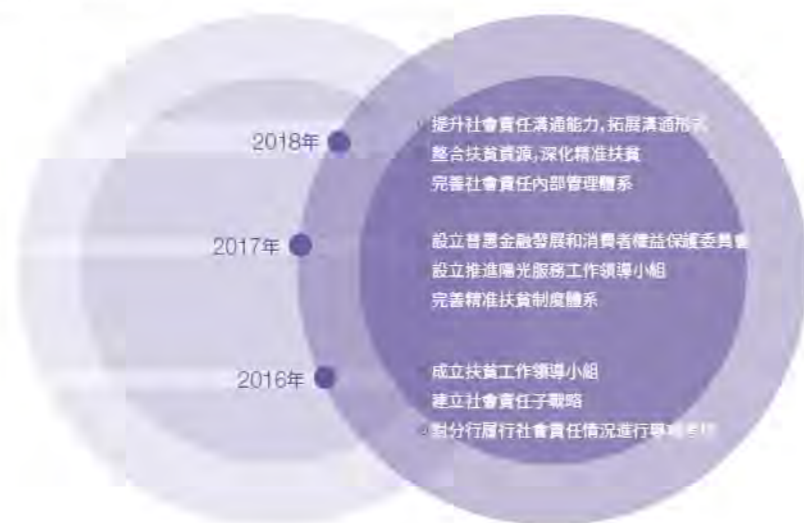 2018年
提升社會責任溝通能力，拓展溝通形式
整合扶貧資源，深化精准扶貧
完善社會責任內部管理體系
2017年
設立普惠金融發展和消費者權益保護委員會
設立推進陽光服務工作領導小組
完善精准扶貧制度體系
2016年
成立扶貧工作領導小組
建立社會責任子戰略
對分行履行社會責任情況進行專項考核